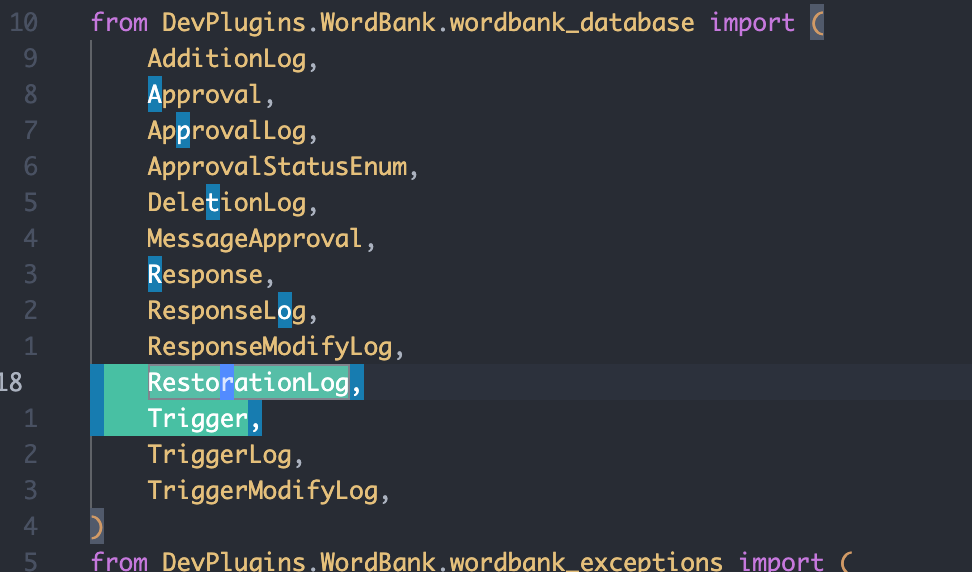 10 from DevPlugins.WordBank.wordbank_database import (
9 AdditionLog,
8 Approval,
7 ApprovalLog,
6 ApprovalStatusEnum,
5 DeletionLog,
4 MessageApproval,
3 Response,
2 ResponseLog,
1 ResponseModifyLog,
18 RestorationLog,
1 Trigger,
2 TriggerLog,
3 TriggerModifyLog,
4 )
5 from DevPlugins.WordBank.wordbank_exceptions import (